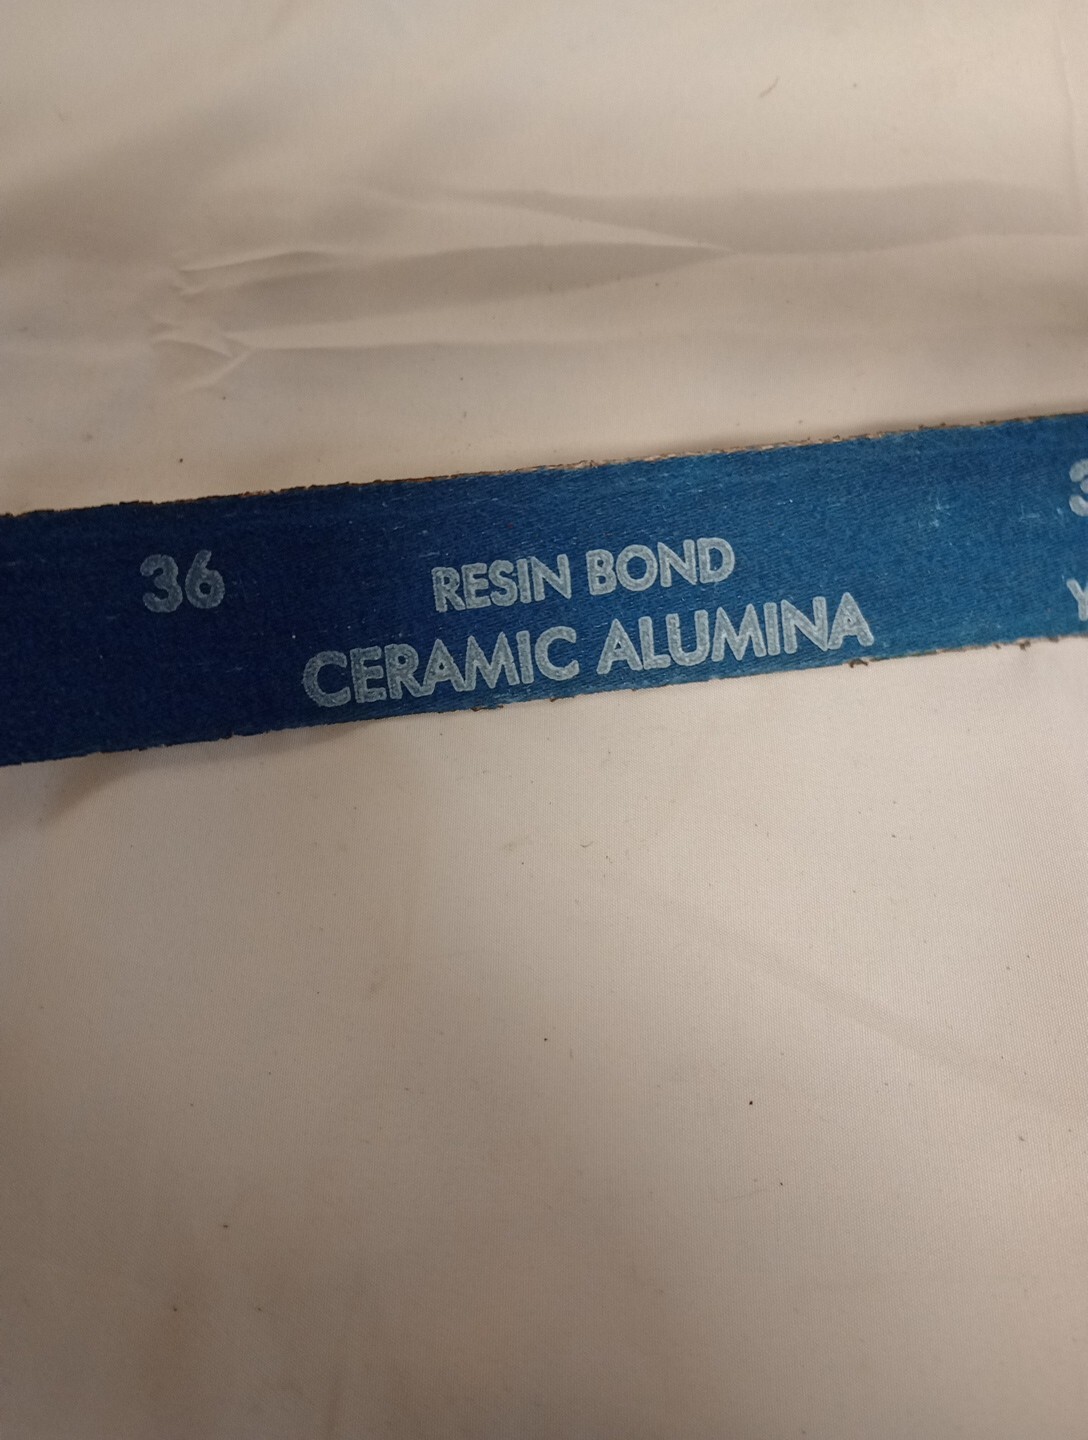 36
RESIN BOND
CERAMIC ALUMINA